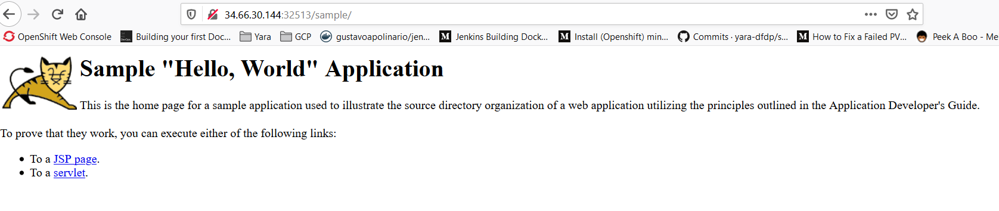 34.66.30.144:32513/sample/
OpenShift Web Console Building your first Doc... Yara GCP gustavoapolinario/jen... Jenkins Building Dock... Install (Openshift) min... Commits · yara-dfdp/s... How to Fix a Failed PV... Peek A Boo - Me
Sample "Hello, World" Application
This is the home page for a sample application used to illustrate the source directory organization of a web application utilizing the principles outlined in the Application Developer's Guide.
To prove that they work, you can execute either of the following links:
• To a JSP page.
• To a servlet.